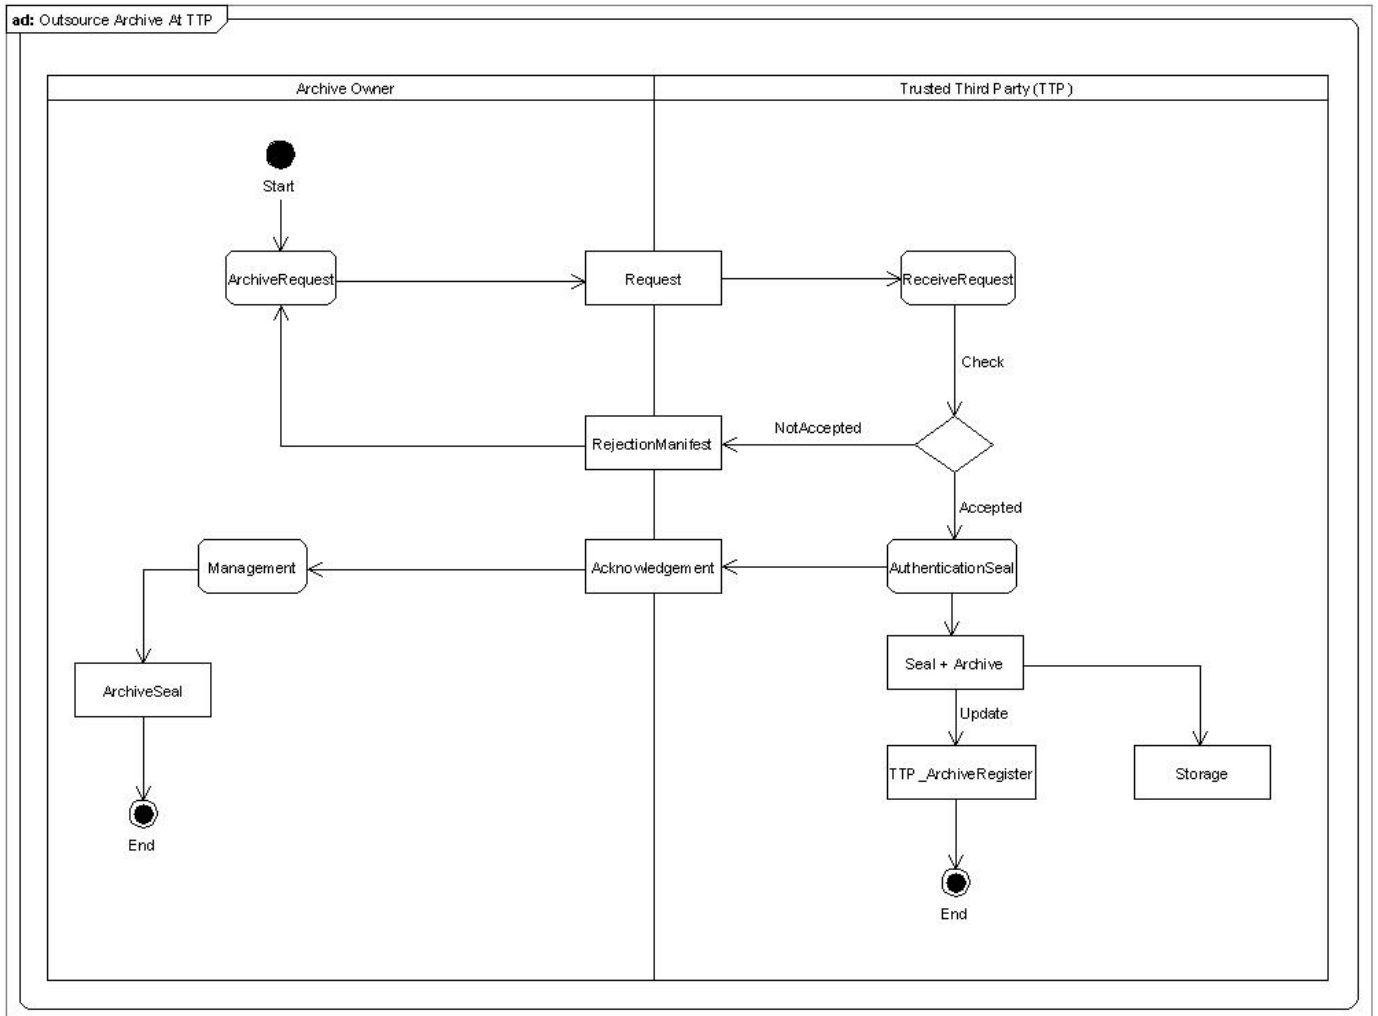 ad: Outsource Archive At TTP
Archive Owner
Trusted Third Party (TTP)
Start
ArchiveRequest
Request
ReceiveRequest
Check
RejectionManifest
NotAccepted
Accepted
Management
Acknowledgement
AuthenticationSeal
Seal + Archive
ArchiveSeal
Update
TTP_ArchiveRegister
Storage
End
End